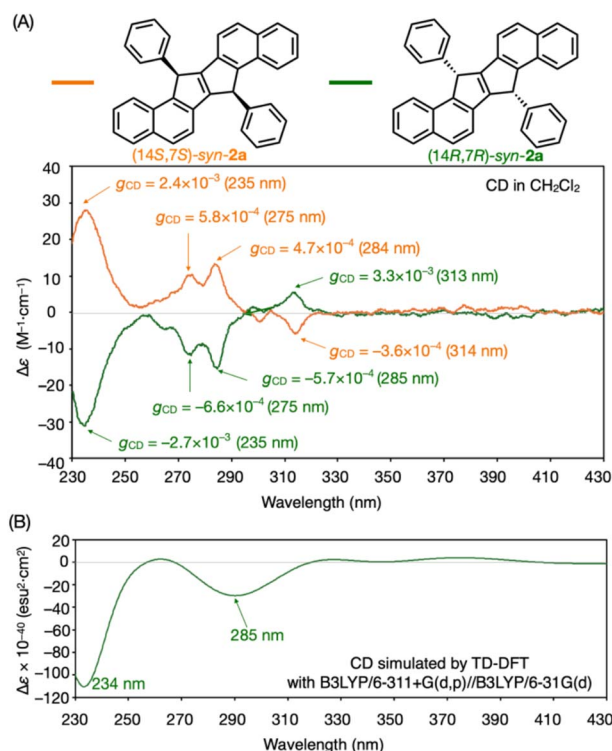 (A)
(14S,7S)-syn-2a
(14R,7R)-syn-2a
CD in CH₂Cl₂
gCD = 2.4×10⁻³ (235 nm)
gCD = 5.8×10⁻⁴ (275 nm)
gCD = 4.7×10⁻⁴ (284 nm)
gCD = 3.3×10⁻³ (313 nm)
gCD = −3.6×10⁻⁴ (314 nm)
gCD = −5.7×10⁻⁴ (285 nm)
gCD = −6.6×10⁻⁴ (275 nm)
gCD = −2.7×10⁻³ (235 nm)
Δε (M⁻¹·cm⁻¹)
40
30
20
10
0
−10
−20
−30
−40
230 250 270 290 310 330 350 370 390 410 430
Wavelength (nm)
(B)
Δε × 10⁻⁴⁰ (esu²·cm²)
20
0
−20
−40
−60
−80
−100
−120
285 nm
234 nm
CD simulated by TD-DFT
with B3LYP/6-311+G(d,p)//B3LYP/6-31G(d)
230 250 270 290 310 330 350 370 390 410 430
Wavelength (nm)